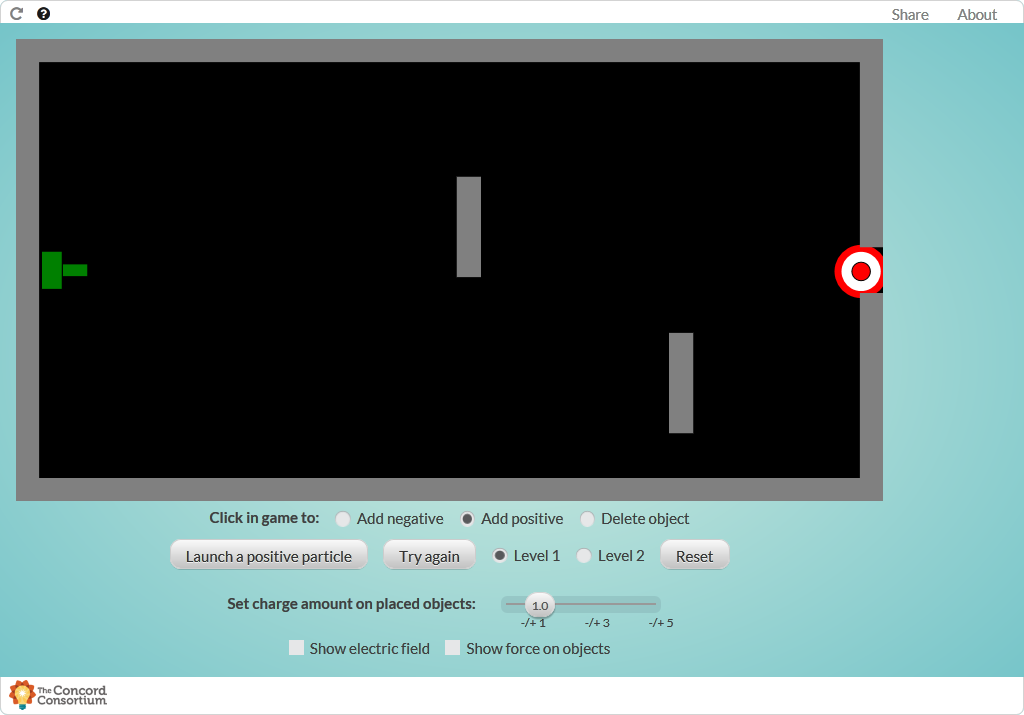 Share About
Click in game to: Add negative Add positive Delete object
Launch a positive particle Try again Level 1 Level 2 Reset
Set charge amount on placed objects: 1.0
-/+ 1 -/+ 3 -/+ 5
Show electric field Show force on objects
The Concord
Consortium